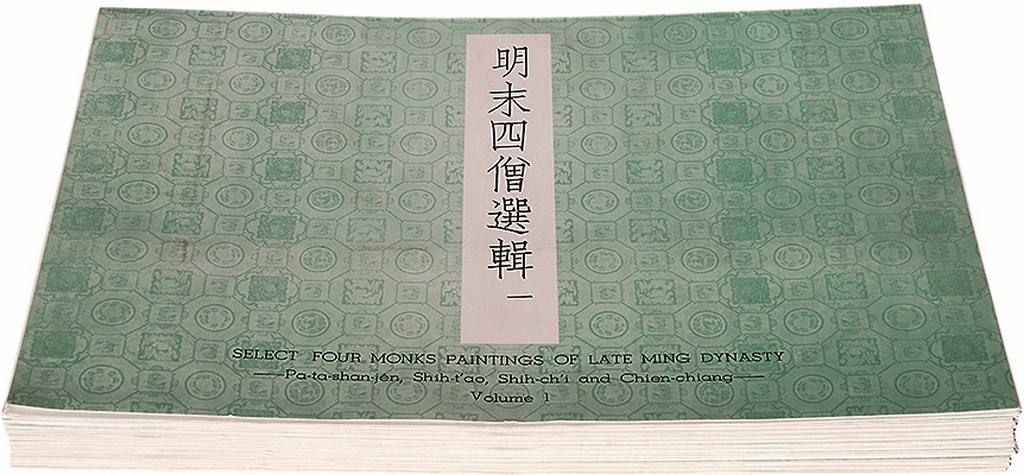 明末四僧選輯 一
SELECT FOUR MONKS PAINTINGS OF LATE MING DYNASTY
——Pa-ta-shan-jén, Shih-t'ao, Shih-ch'i and Chien-chiang——
Volume 1